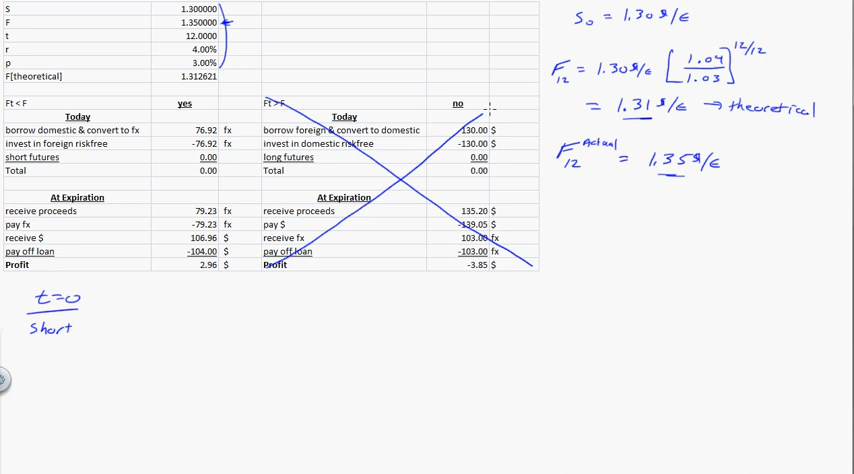 S 1.300000
F 1.350000
t 12.0000
r 4.00%
p 3.00%
F[theoretical] 1.312621
Ft < F yes Ft > F no
Today Today
borrow domestic & convert to fx 76.92 fx borrow foreign & convert to domestic 130.00 $
invest in foreign riskfree -76.92 fx invest in domestic riskfree -130.00 $
short futures 0.00 long futures 0.00
Total 0.00 Total 0.00
At Expiration At Expiration
receive proceeds 79.23 fx receive proceeds 135.20 $
pay fx -79.23 fx pay $ -139.05 $
receive $ 106.96 $ receive fx 103.00 fx
pay off loan -104.00 $ pay off loan -103.00 fx
Profit 2.96 $ Profit -3.85 $
S0 = 1.30 $/€
F12 = 1.30 $/€ [1.04/1.03]^12/12
= 1.31 $/€ → theoretical
F12 Actual = 1.35 $/€
t=0
short